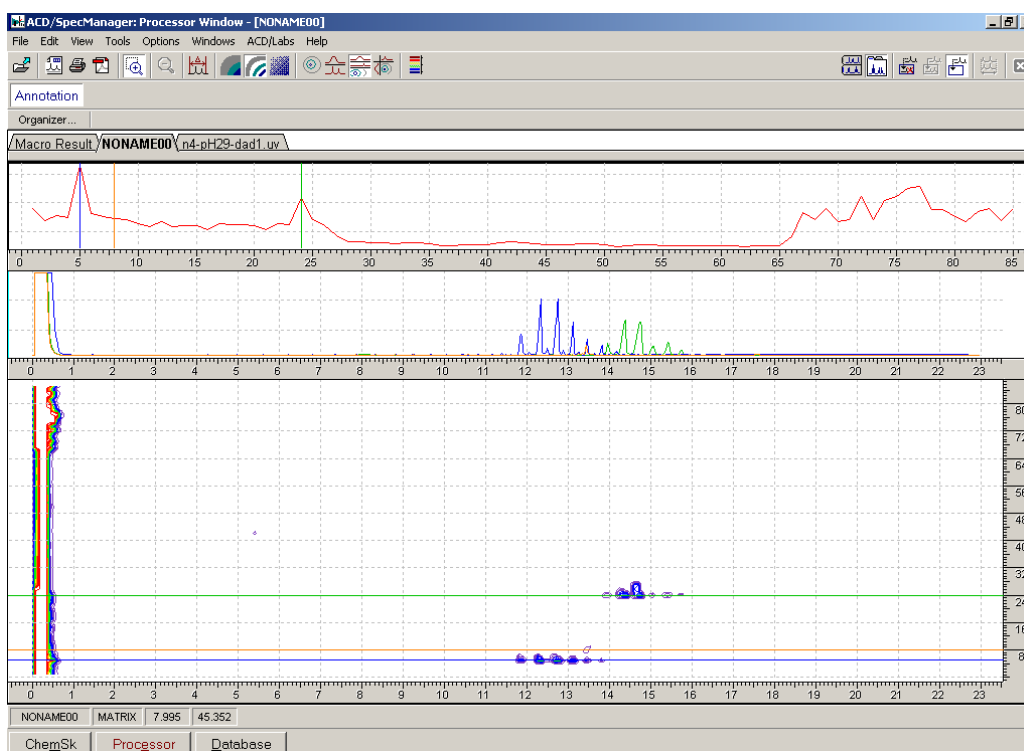 ACD/SpecManager: Processor Window - [NONAME00]
File Edit View Tools Options Windows ACD/Labs Help
Annotation
Organizer...
Macro Result NONAME00 n4-pH29-dad1.uv
0 5 10 15 20 25 30 35 40 45 50 55 60 65 70 75 80 85
0 1 2 3 4 5 6 7 8 9 10 11 12 13 14 15 16 17 18 19 20 21 22 23
80
72
64
56
48
40
32
24
16
8
0 1 2 3 4 5 6 7 8 9 10 11 12 13 14 15 16 17 18 19 20 21 22 23
NONAME00 MATRIX 7.995 45.352
ChemSk Processor Database